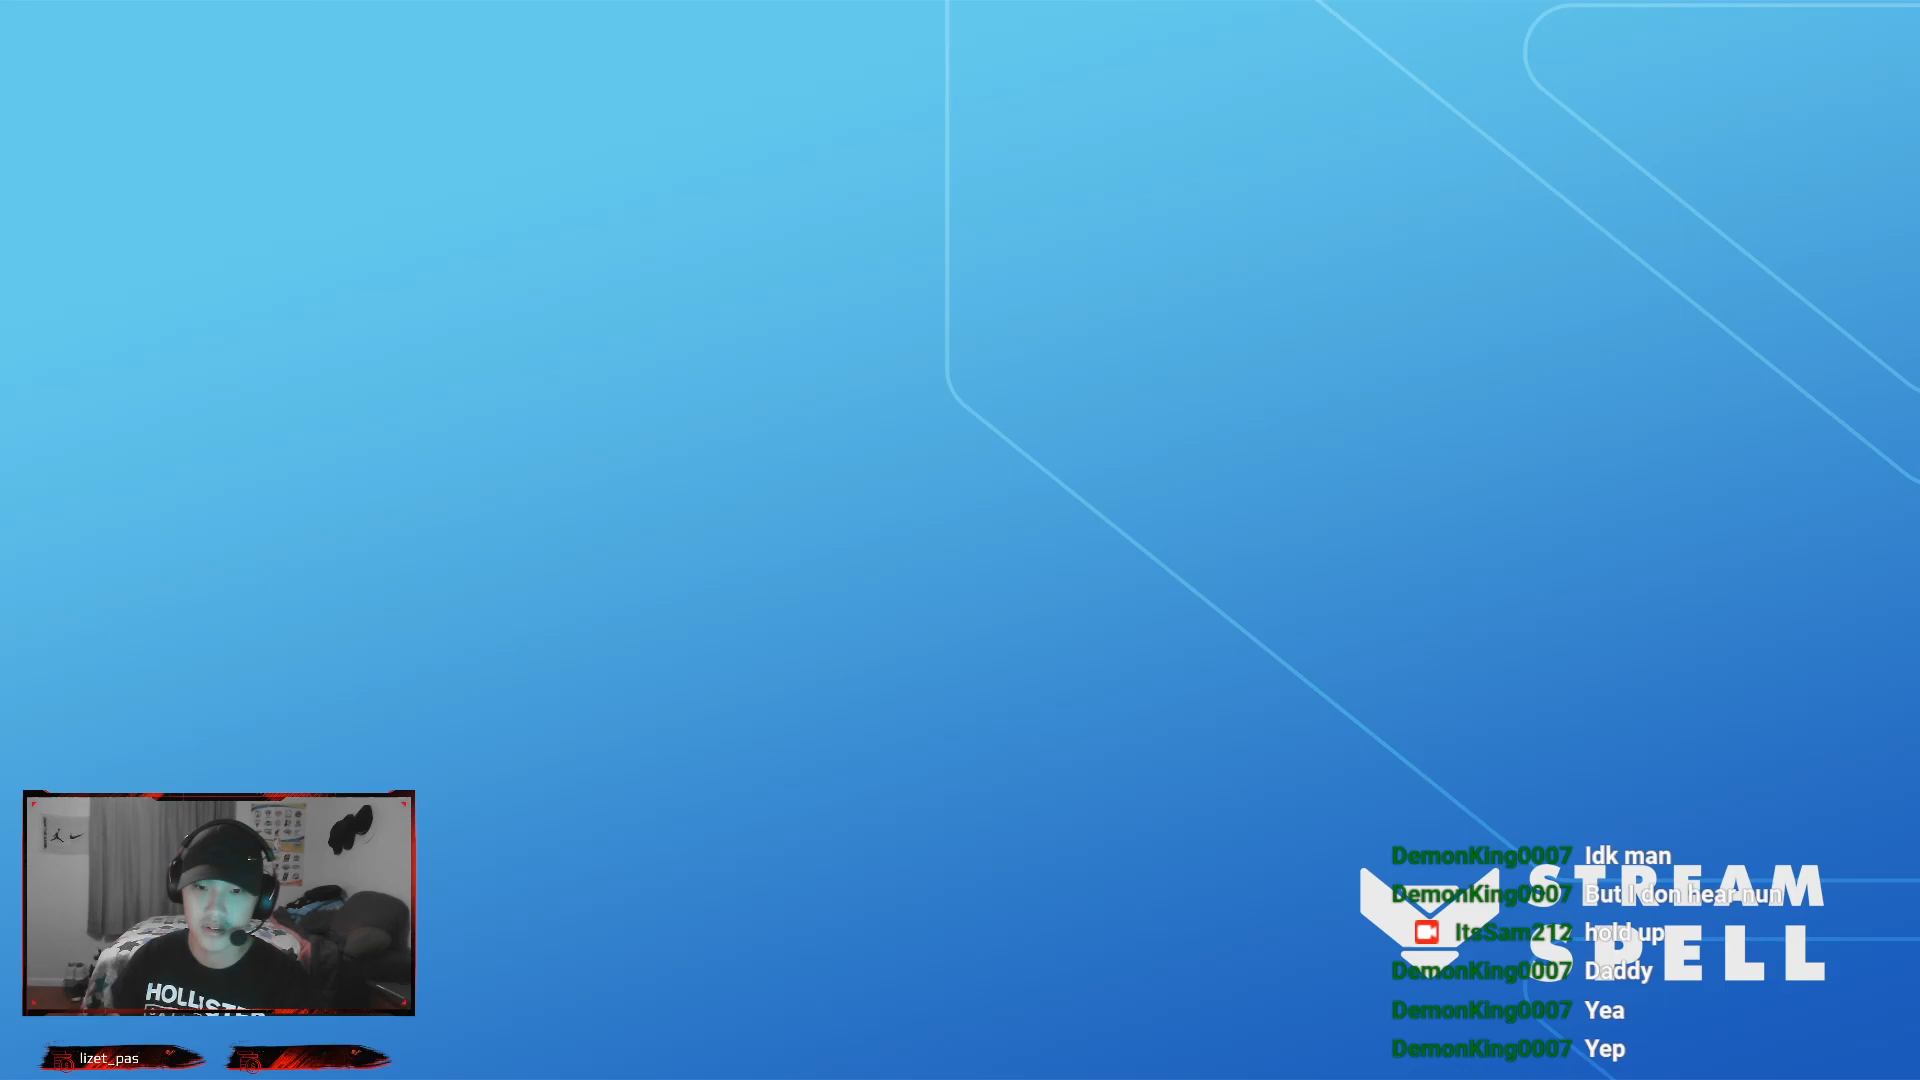 DemonKing0007 Idk man
DemonKing0007 But I don hear nun
ItsSam212 hold up
DemonKing0007 Daddy
DemonKing0007 Yea
DemonKing0007 Yep
STREAM
SPELL
HOLLISTER
lizet_pas